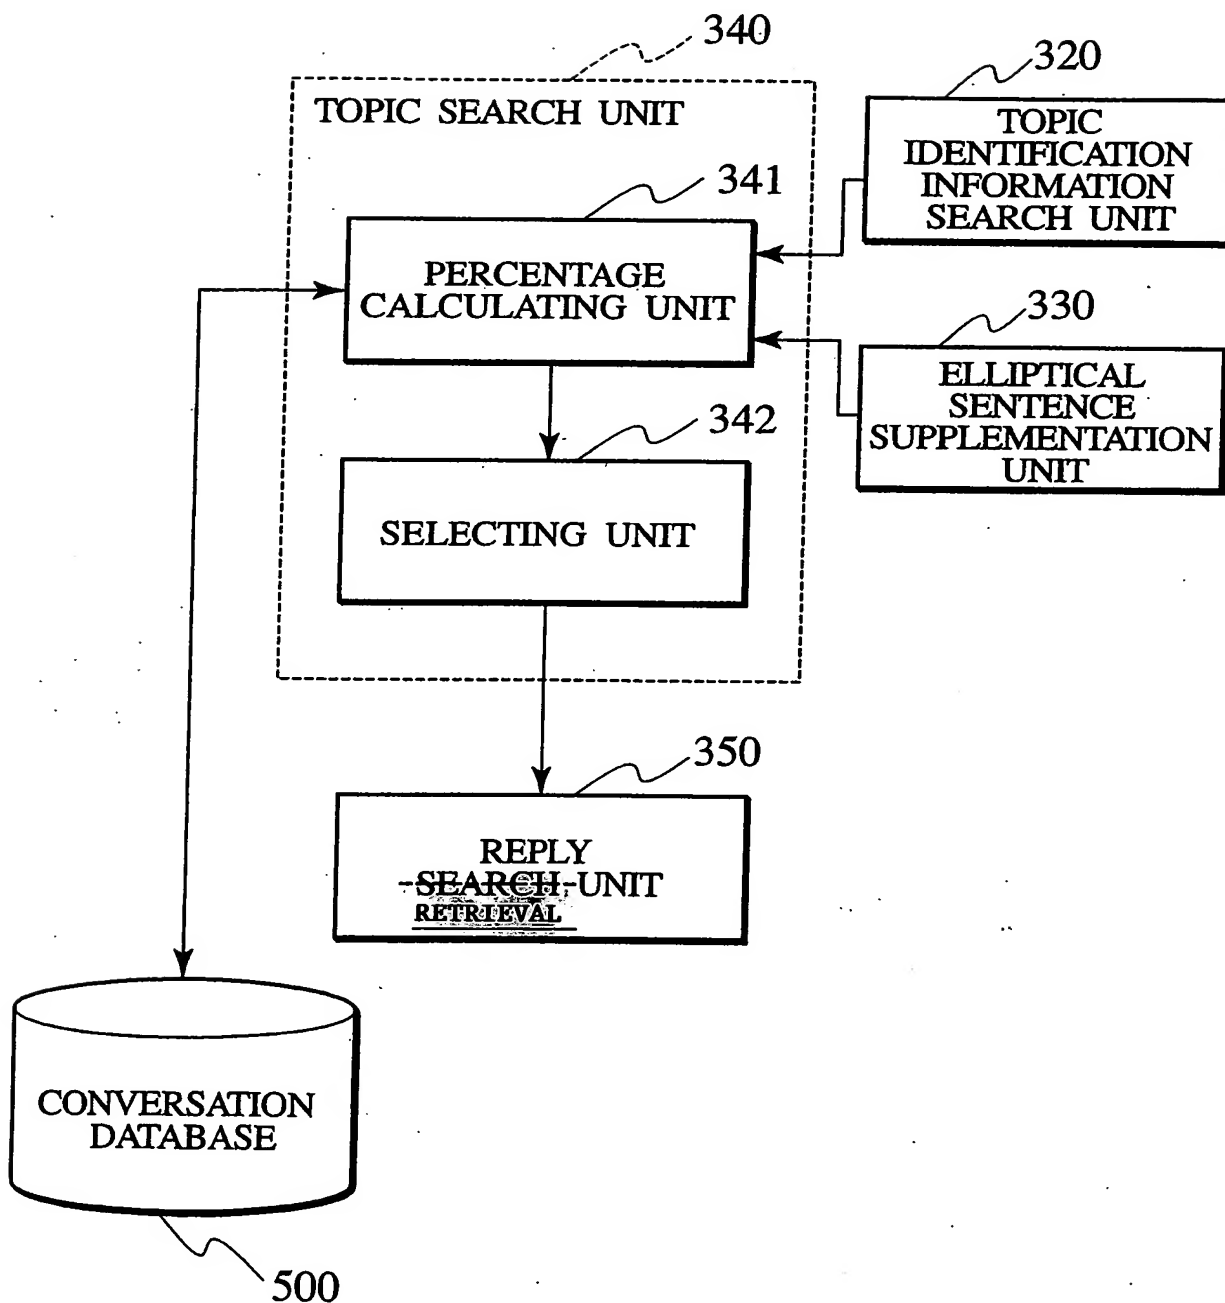 340
TOPIC SEARCH UNIT
320
TOPIC
IDENTIFICATION
INFORMATION
SEARCH UNIT
341
PERCENTAGE
CALCULATING UNIT
330
ELLIPTICAL
SENTENCE
SUPPLEMENTATION
UNIT
342
SELECTING UNIT
350
REPLY
SEARCH UNIT
RETRIEVAL
CONVERSATION
DATABASE
500